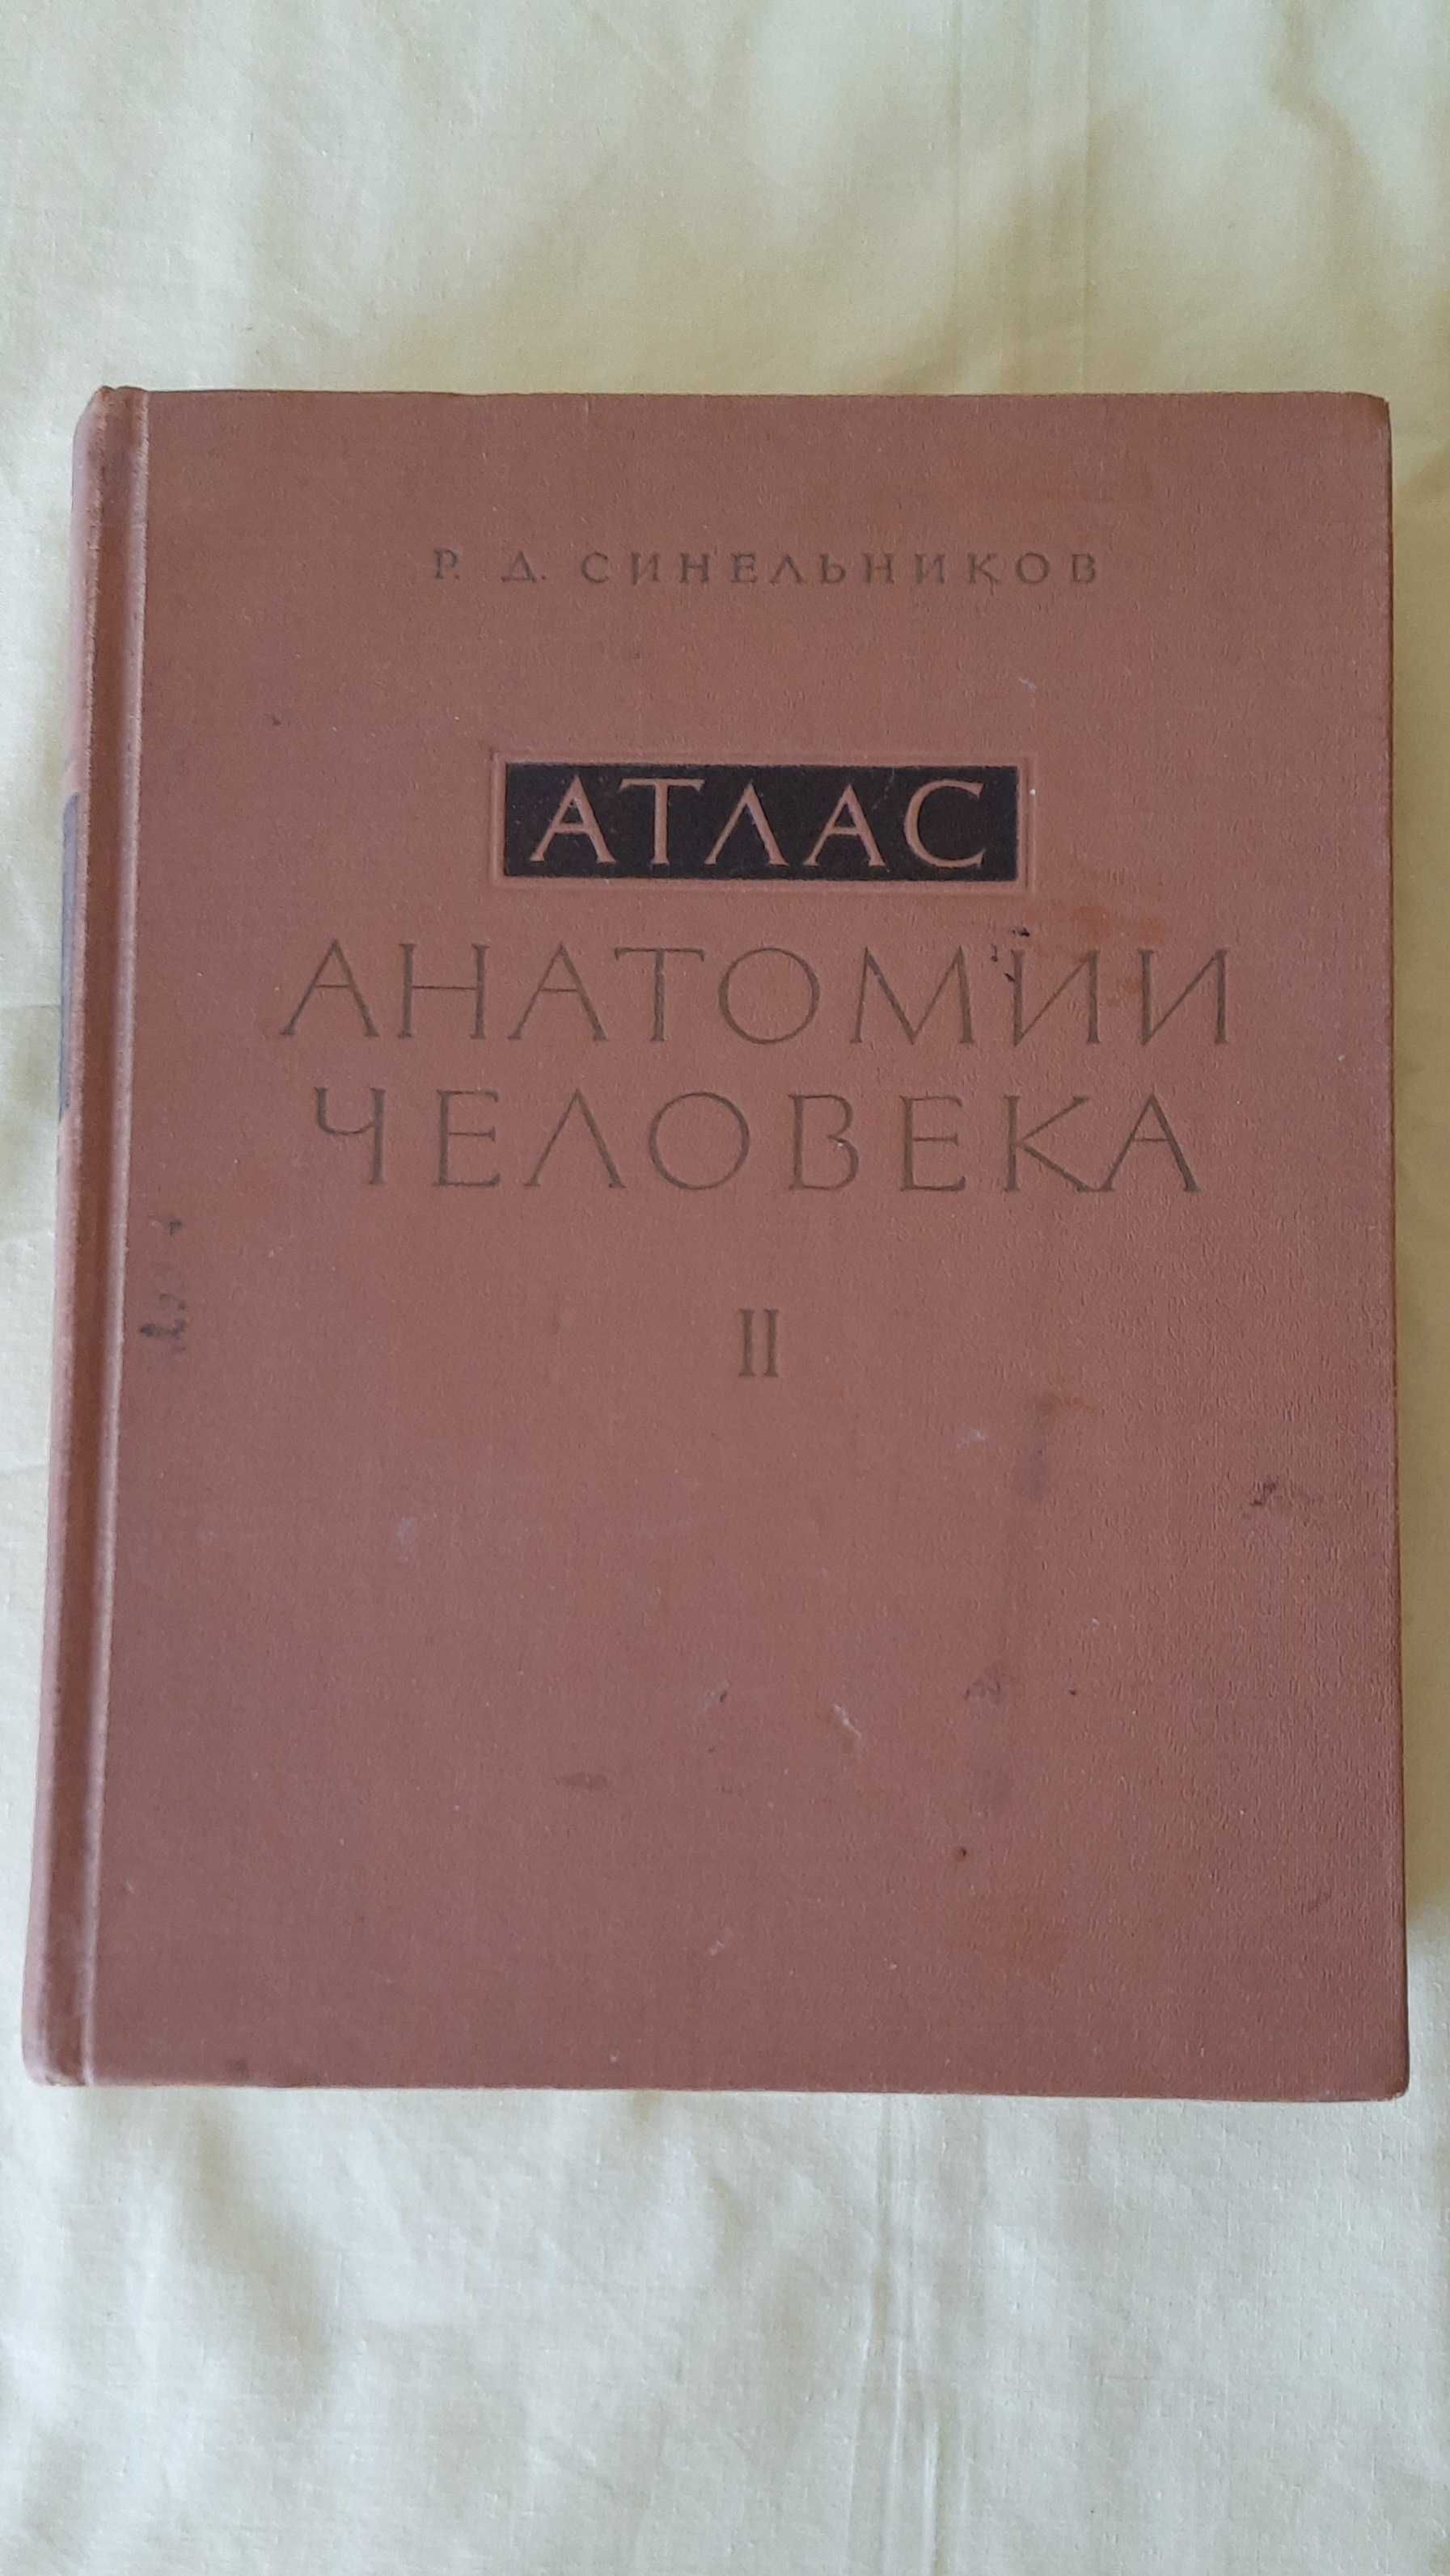 Р. Д. СИНЕЛЬНИКОВ
АТЛАС
АНАТОМИИ
ЧЕЛОВЕКА
II